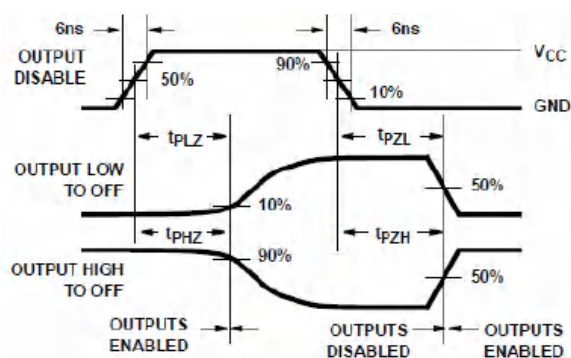 6ns
6ns
OUTPUT
DISABLE
50%
90%
10%
VCC
GND
tPLZ
tPZL
OUTPUT LOW
TO OFF
10%
50%
tPHZ
tPZH
90%
OUTPUT HIGH
TO OFF
50%
OUTPUTS
ENABLED
OUTPUTS
DISABLED
OUTPUTS
ENABLED